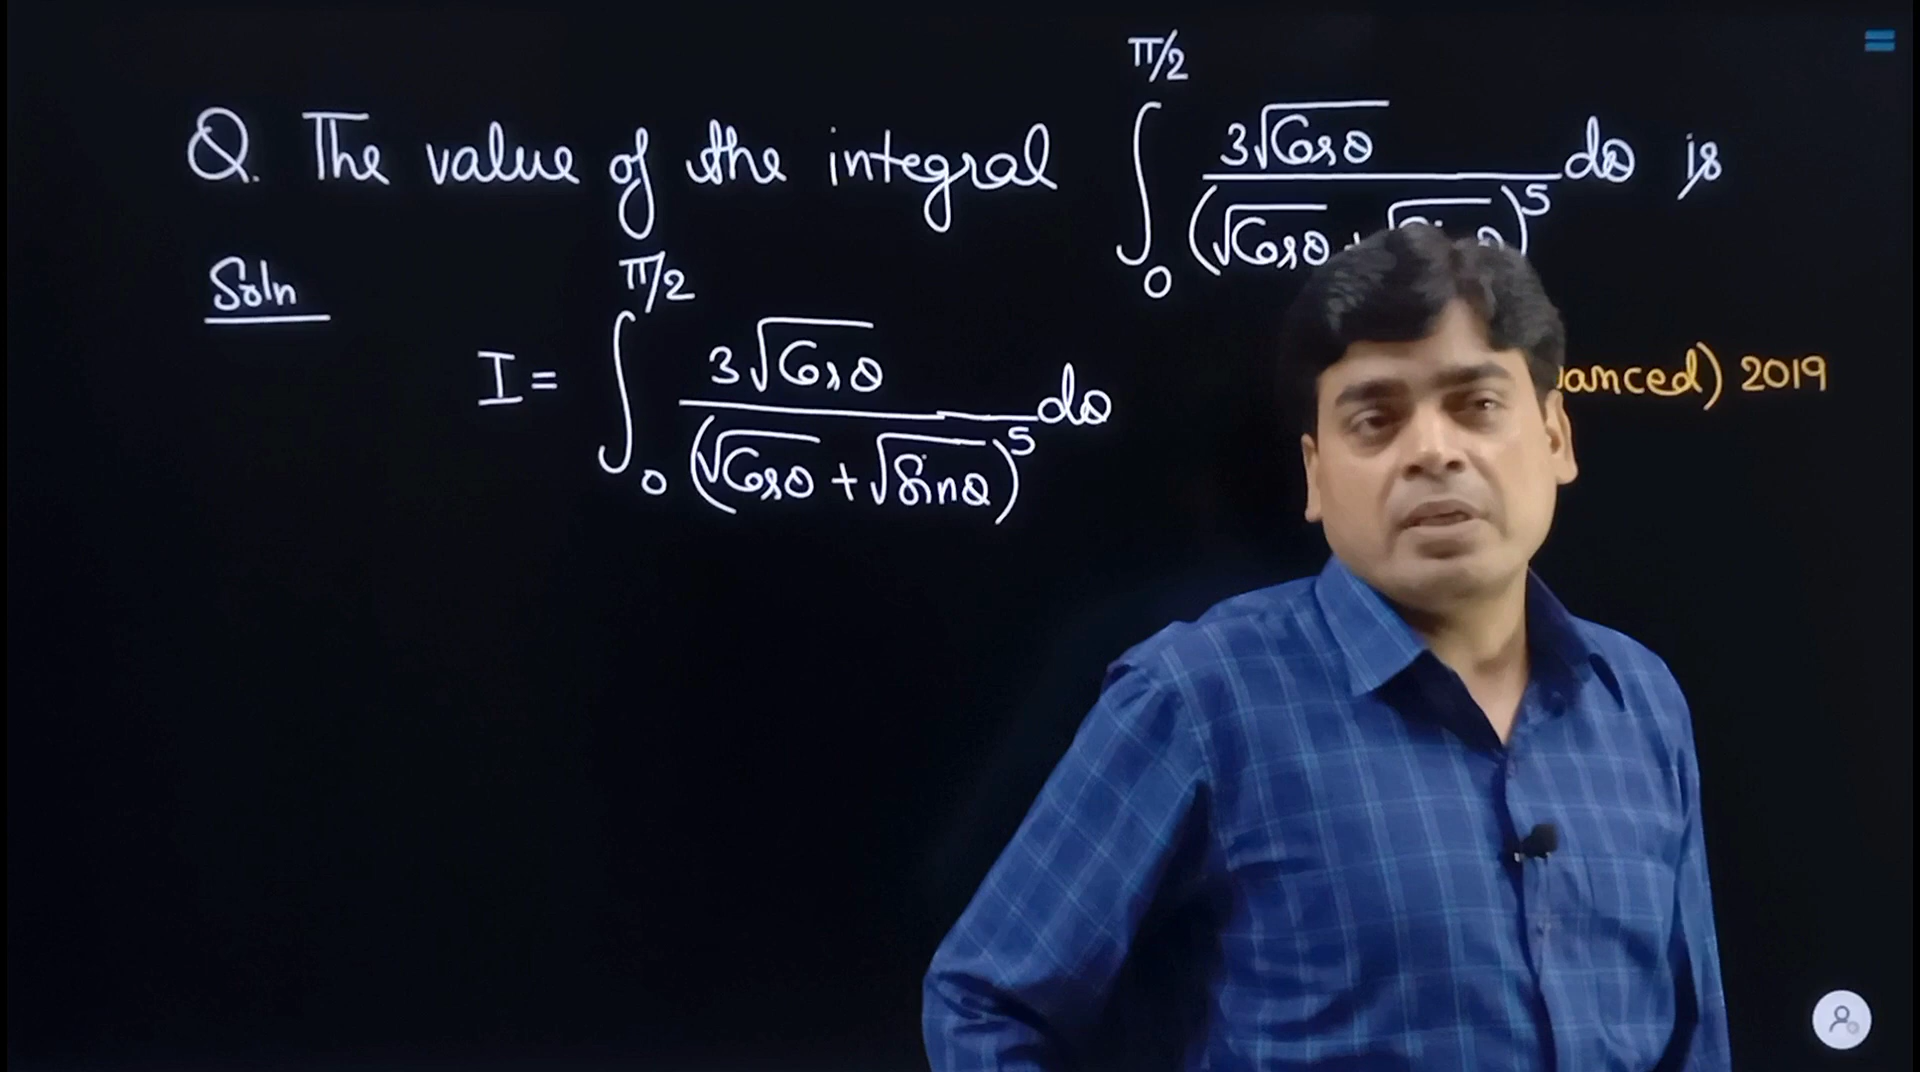 Q. The value of the integral ∫₀^{π/2} 3√Cosθ / (√Cosθ + √Sinθ)⁵ dθ is
Advanced) 2019
Soln
I = ∫₀^{π/2} 3√Cosθ / (√Cosθ + √Sinθ)⁵ dθ